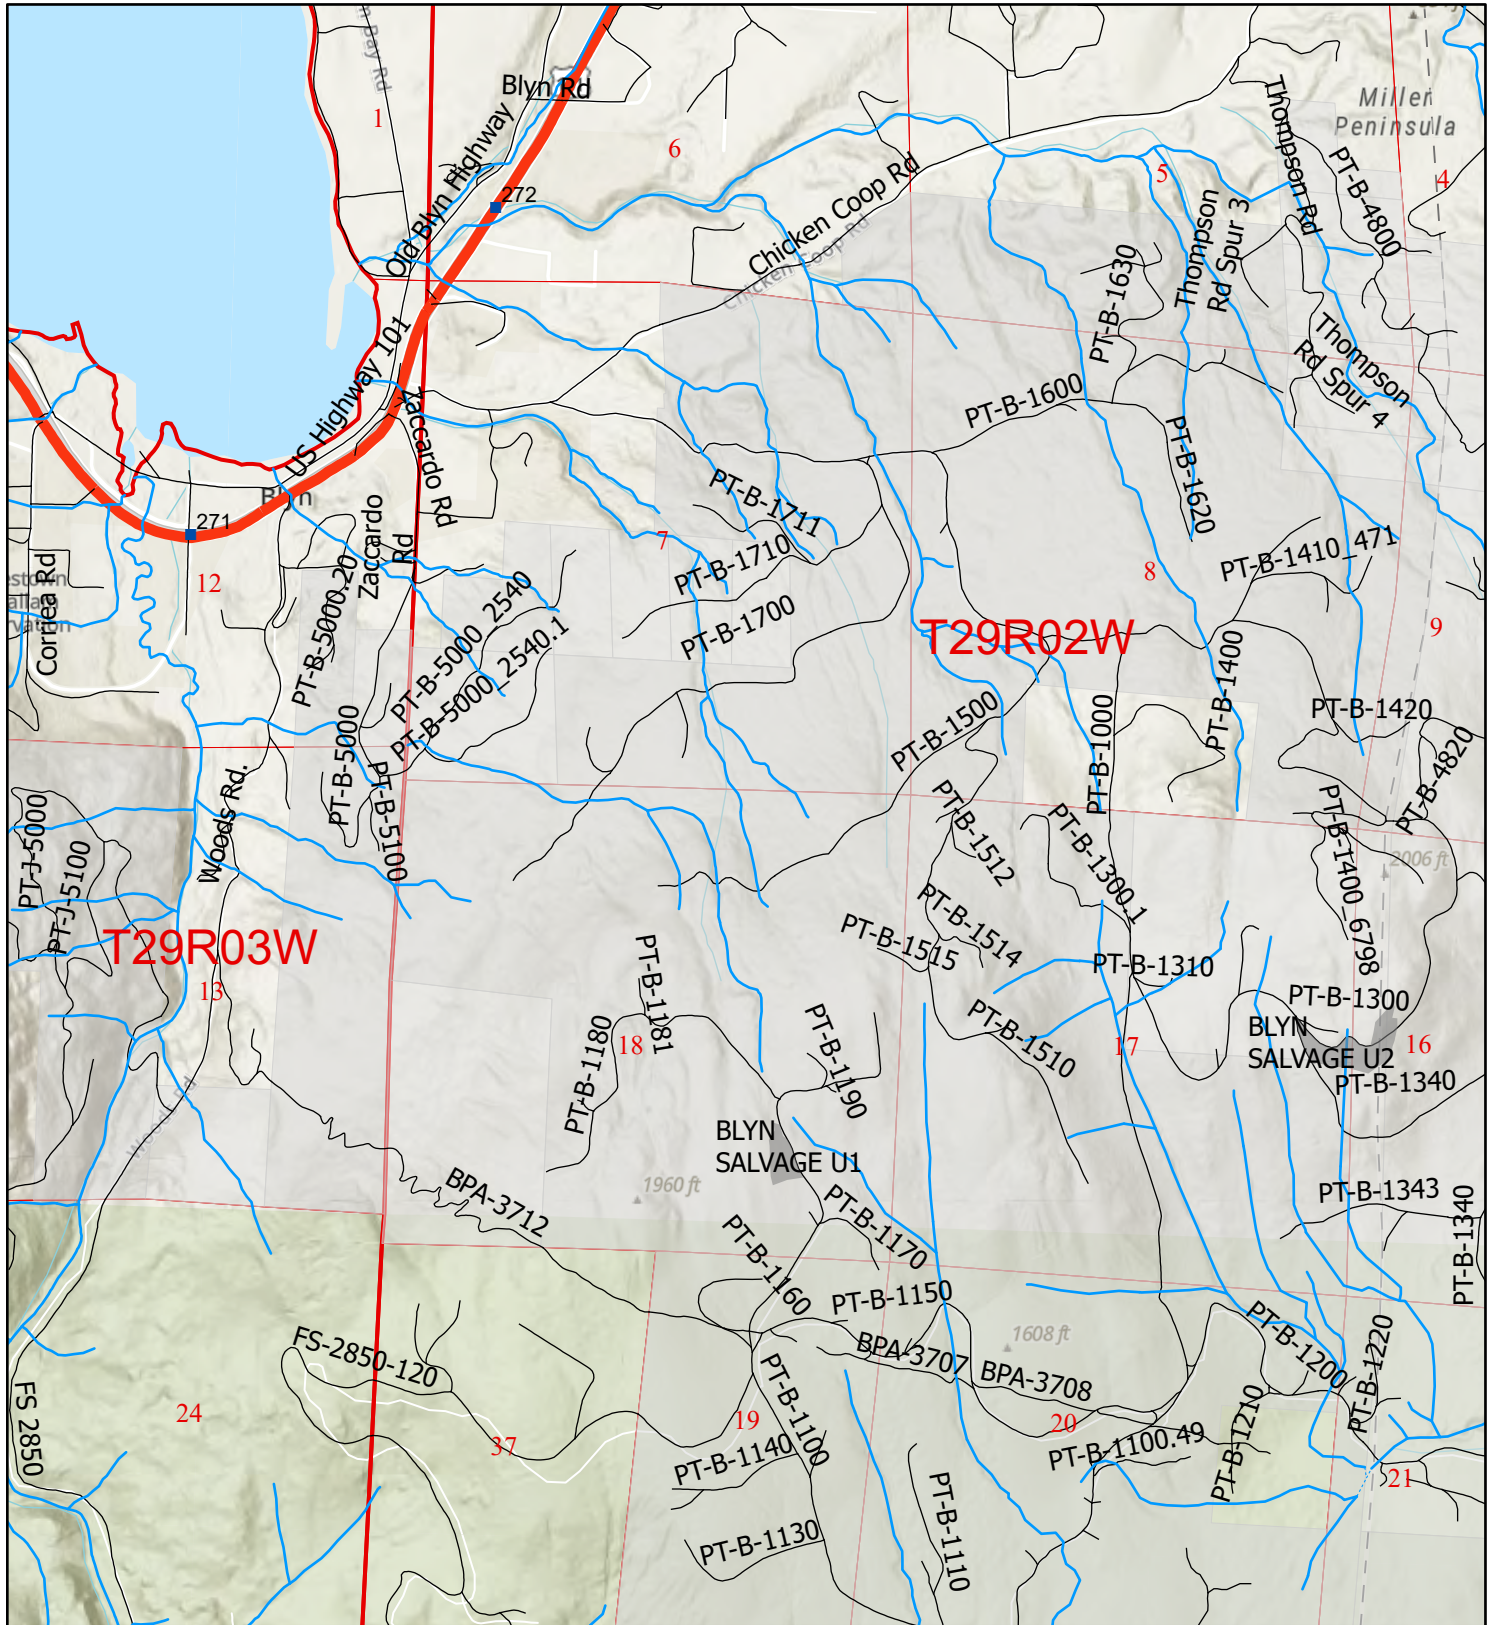 Blyn Rd
Miller
Peninsula
1
6
5
4
272
Old Blyn Highway
Chicken Coop Rd
Chicken Coop Rd
Thompson Rd
PT-B-4800
Thompson
Rd Spur 3
PT-B-1630
Thompson
Rd Spur 4
US Highway 101
Zaccardo Rd
PT-B-1600
PT-B-1620
Blyn
271
PT-B-1711
PT-B-1710
PT-B-1700
7
8
9
12
PT-B-1410_471
Corriea Rd
Zaccardo
Rd
PT-B-5000.20
PT-B-5000_2540
PT-B-5000_2540.1
T29R02W
PT-B-1400
PT-B-1420
PT-B-1500
PT-B-1000
PT-B-4820
PT-B-5000
PT-B-5100
Woods Rd.
PT-J-5000
PT-J-5100
PT-B-1512
PT-B-1300.1
PT-B-1400_6798
2006 ft
T29R03W
13
PT-B-1514
PT-B-1515
PT-B-1310
PT-B-1300
PT-B-1181
PT-B-1180
18
PT-B-1190
PT-B-1510
17
BLYN
SALVAGE U2
16
PT-B-1340
Woods Rd
BLYN
SALVAGE U1
1960 ft
BPA-3712
PT-B-1170
PT-B-1343
PT-B-1340
PT-B-1160
PT-B-1150
1608 ft
PT-B-1200
PT-B-1220
FS-2850-120
BPA-3707
BPA-3708
FS 2850
24
37
19
20
PT-B-1100
PT-B-1140
PT-B-1100.49
PT-B-1210
21
PT-B-1130
PT-B-1110